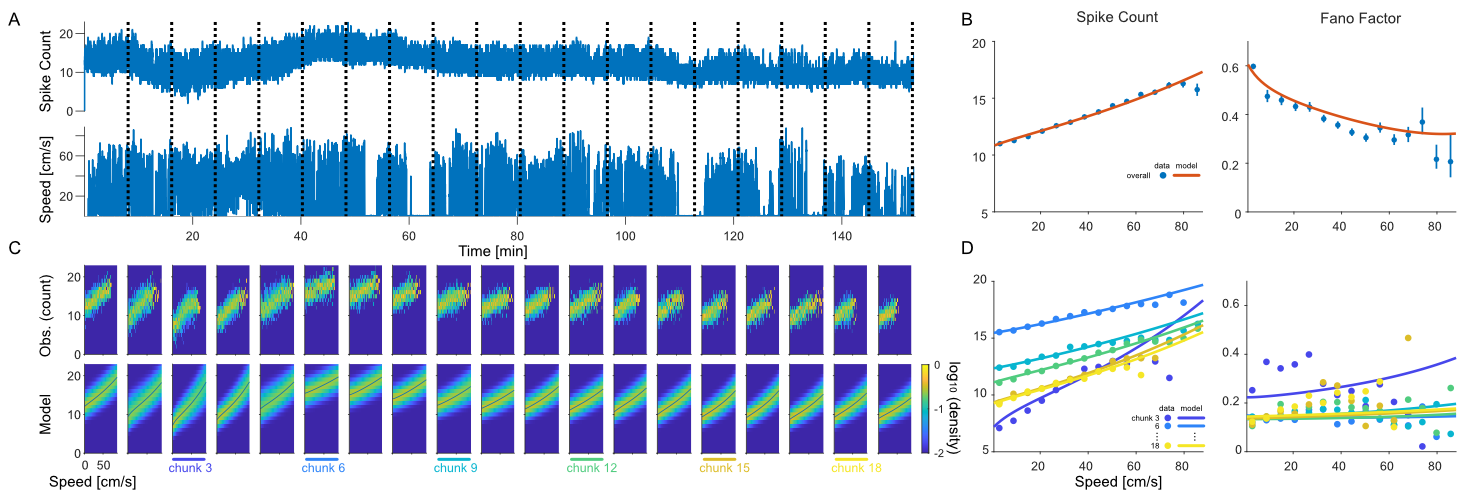 A
Spike Count
20
10
0
Speed [cm/s]
60
20
20
40
60
80
100
120
140
Time [min]
B
Spike Count
Fano Factor
20
15
10
5
20
40
60
80
data model
overall
0.6
0.4
0.2
0
20
40
60
80
C
Obs. (count)
20
10
0
Model
20
10
0
0 50
Speed [cm/s]
chunk 3
chunk 6
chunk 9
chunk 12
chunk 15
chunk 18
0
-1
-2
log₁₀ (density)
D
20
15
10
5
0
20
40
60
80
Speed [cm/s]
data model
chunk 3
6
18
0.6
0.4
0.2
0
20
40
60
80